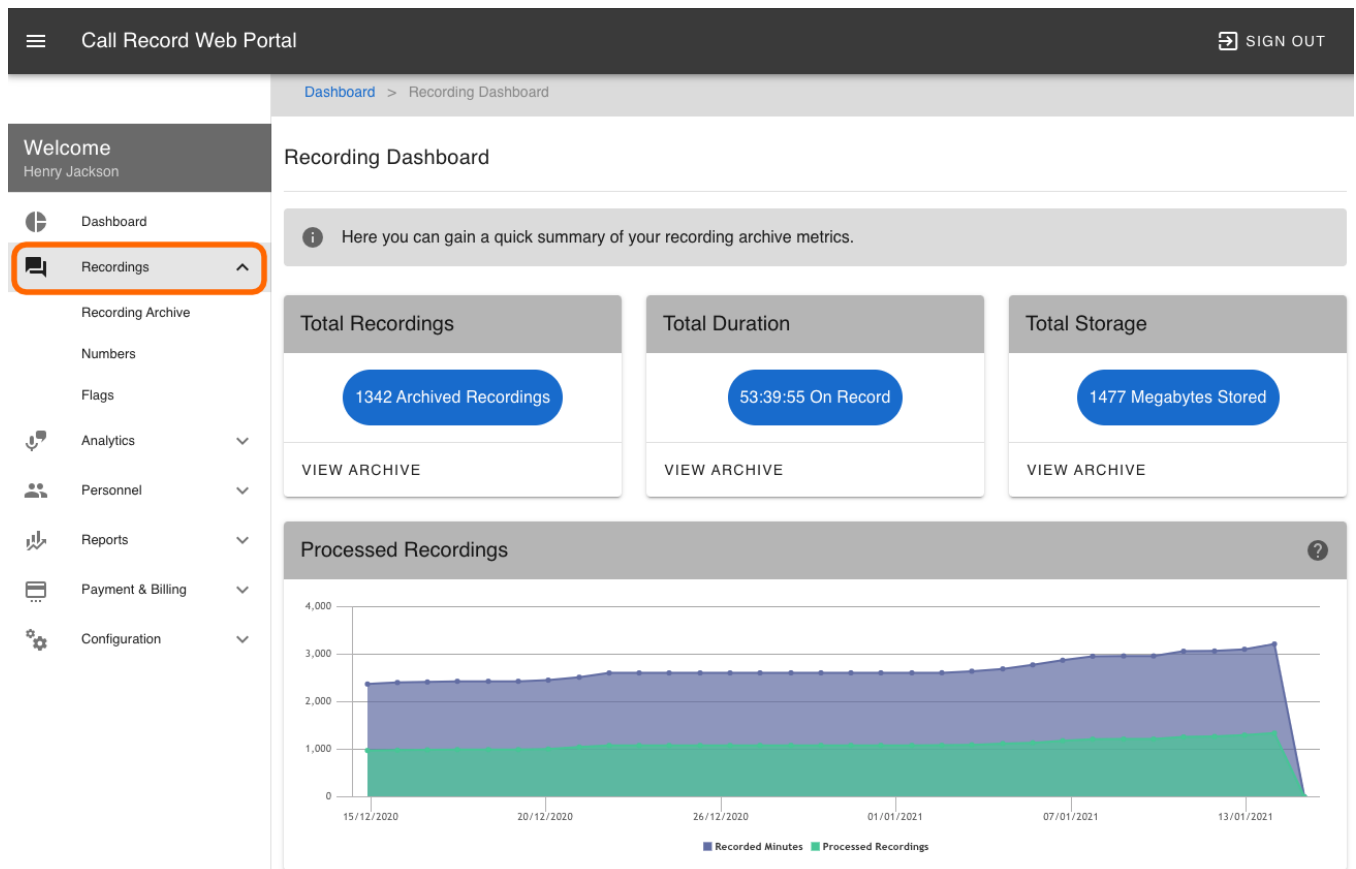 Call Record Web Portal
SIGN OUT
Dashboard > Recording Dashboard
Welcome
Henry Jackson
Dashboard
Recordings
Recording Archive
Numbers
Flags
Analytics
Personnel
Reports
Payment & Billing
Configuration
Recording Dashboard
Here you can gain a quick summary of your recording archive metrics.
Total Recordings
1342 Archived Recordings
VIEW ARCHIVE
Total Duration
53:39:55 On Record
VIEW ARCHIVE
Total Storage
1477 Megabytes Stored
VIEW ARCHIVE
Processed Recordings
4,000
3,000
2,000
1,000
0
15/12/2020 20/12/2020 26/12/2020 01/01/2021 07/01/2021 13/01/2021
Recorded Minutes Processed Recordings